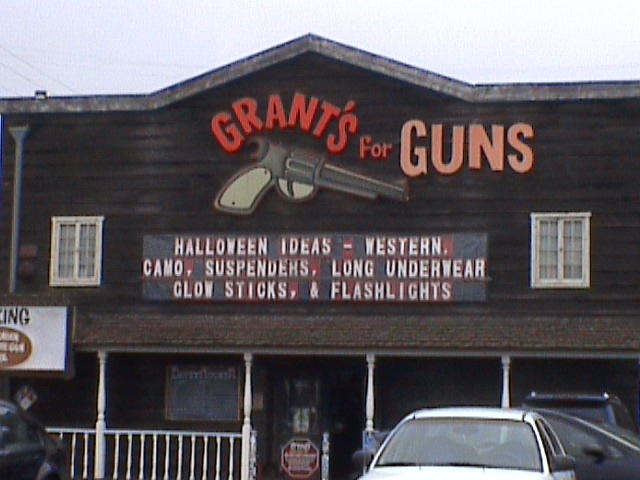 GRANT'S FOR GUNS
HALLOWEEN IDEAS - WESTERN,
CAMO, SUSPENDERS, LONG UNDERWEAR
GLOW STICKS, & FLASHLIGHTS
KING